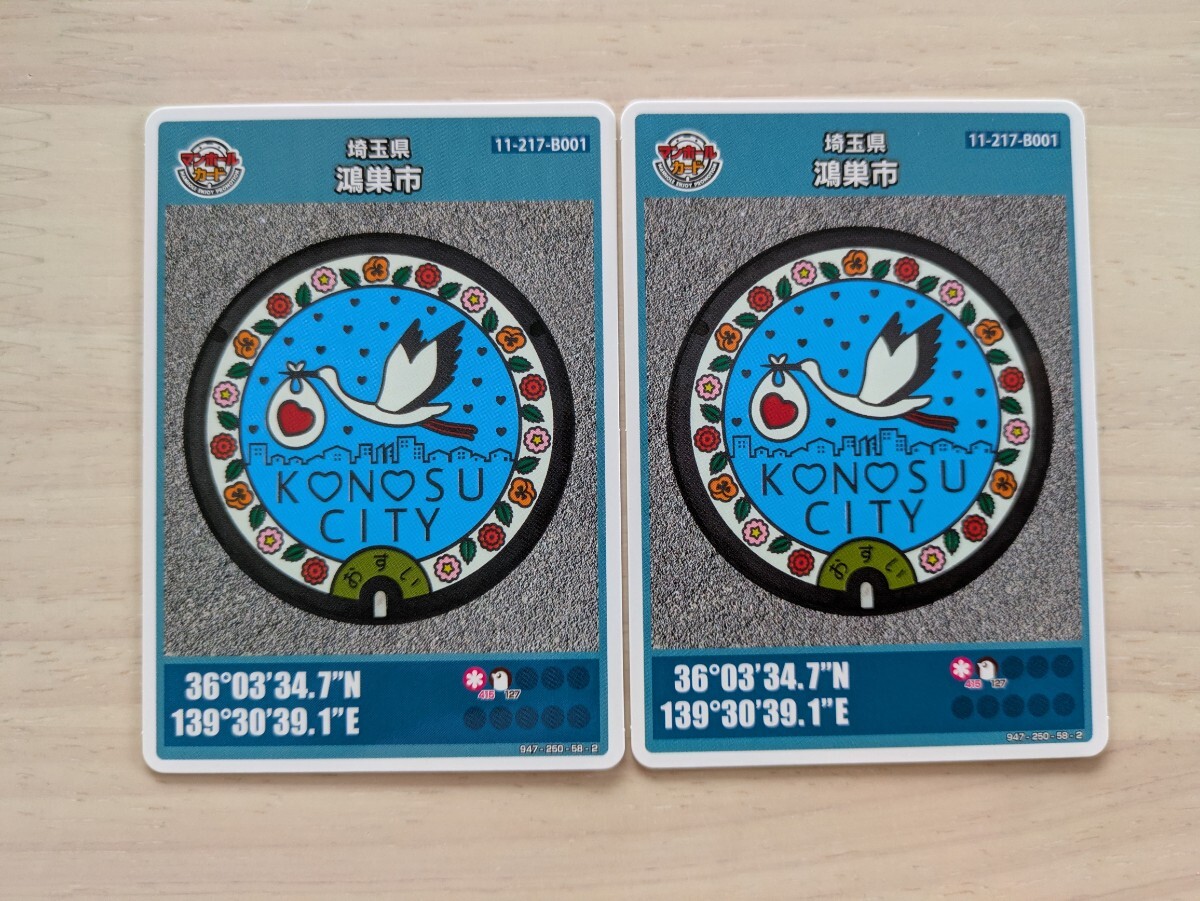 マンホール
カード
埼玉県
鴻巣市
11-217-B001
K♡N♡SU
CITY
おすい
36°03'34.7"N
139°30'39.1"E
416 127
947-250-58-2
マンホール
カード
埼玉県
鴻巣市
11-217-B001
K♡N♡SU
CITY
おすい
36°03'34.7"N
139°30'39.1"E
416 127
947-250-58-2